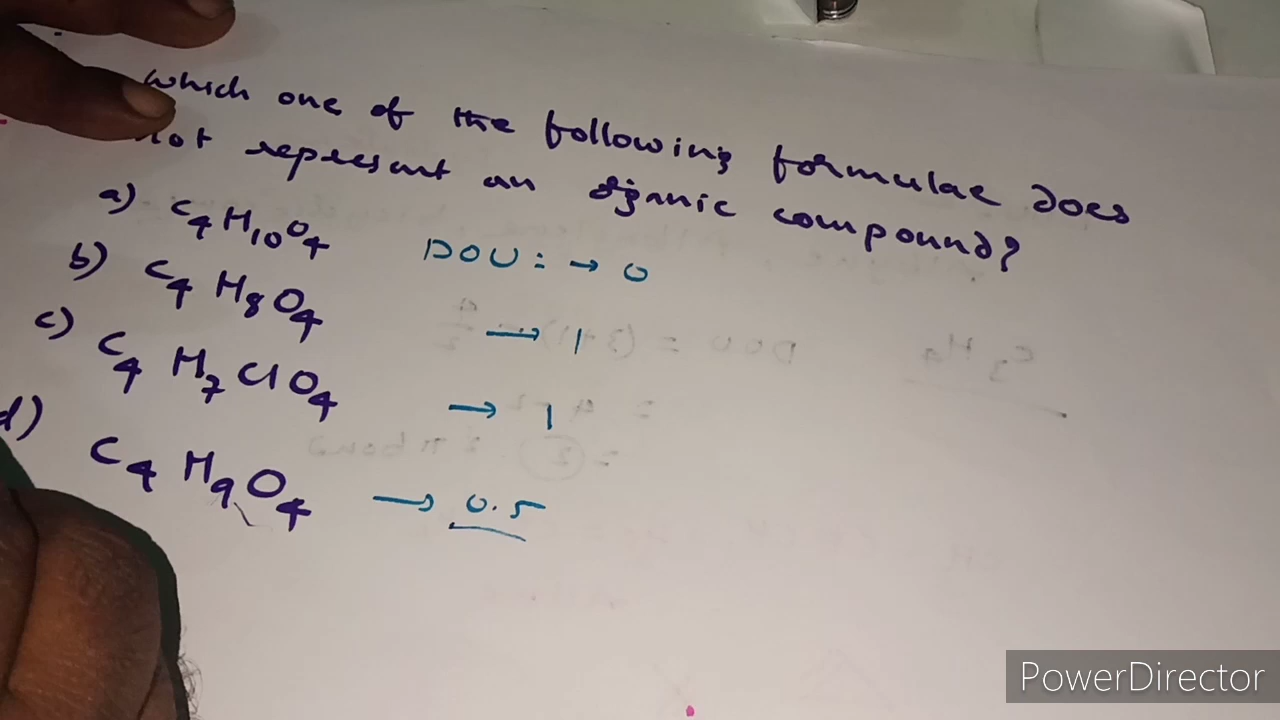 which one of the following formulae does
not represent an organic compound?
a) C4H10O4 DOU: → 0
b) C4H8O4 → 1
c) C4H7ClO4 → 1
d) C4H9O4 → 0.5
PowerDirector